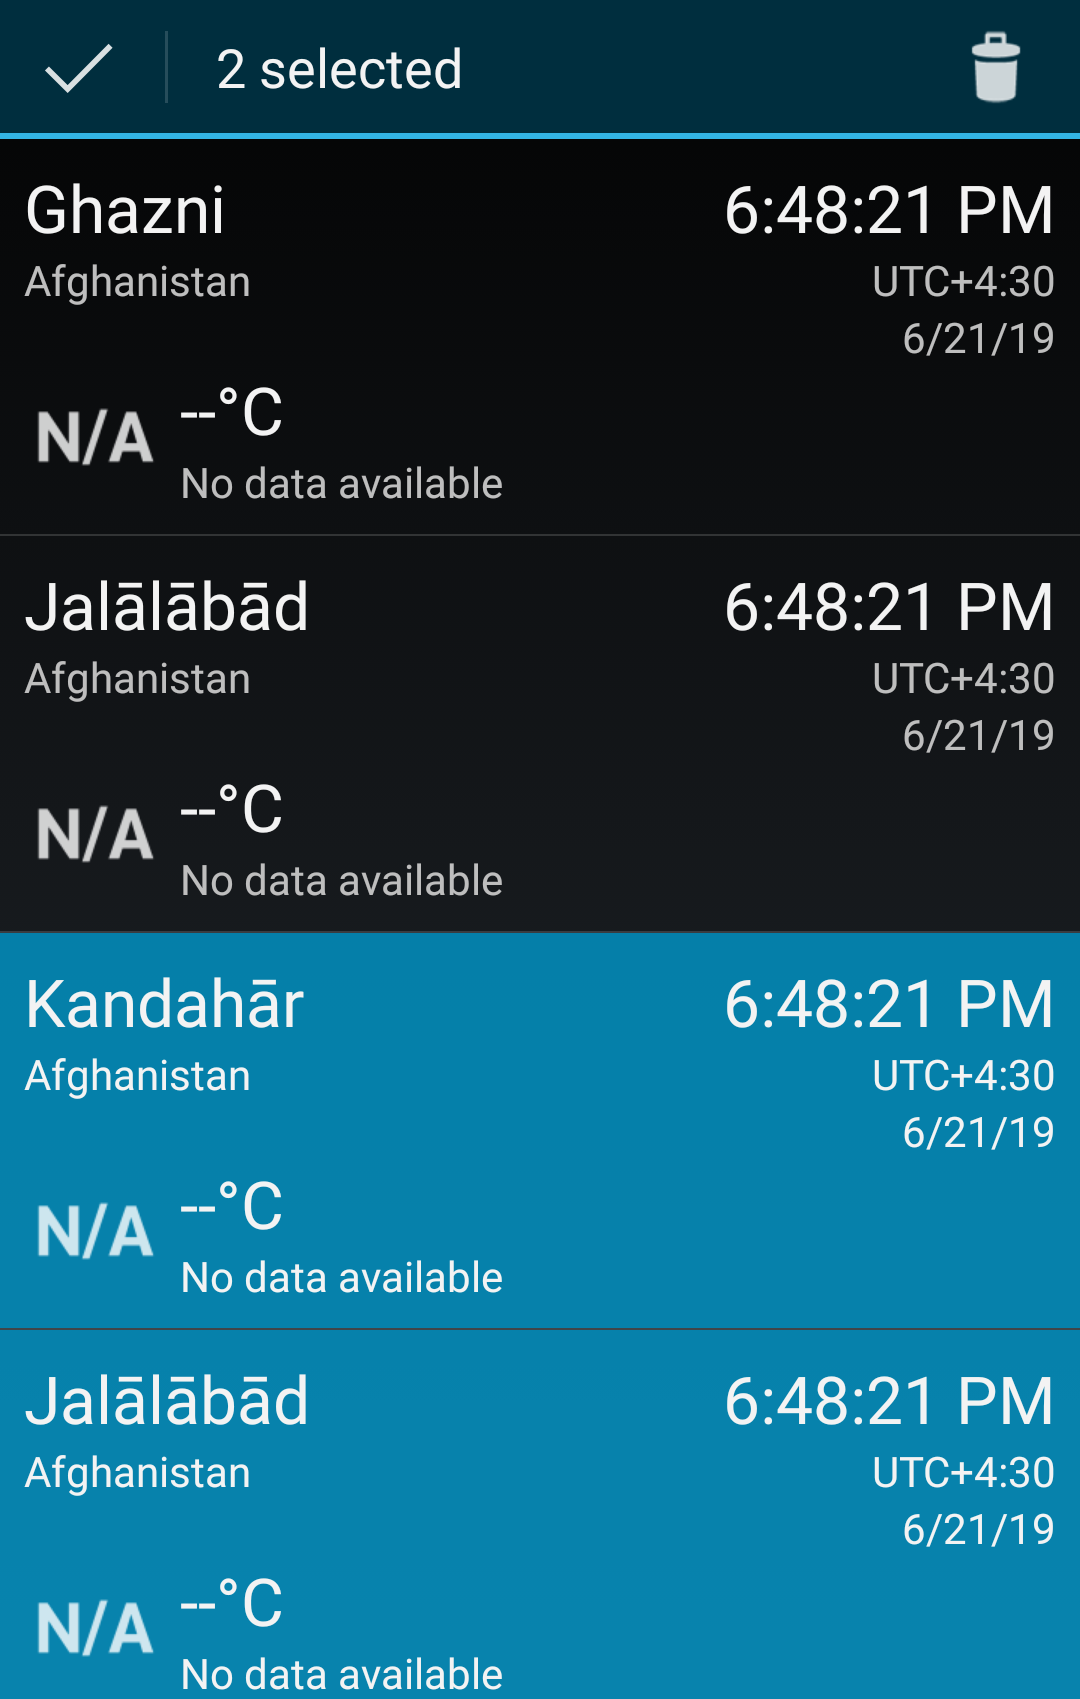 2 selected
Ghazni 6:48:21 PM
Afghanistan UTC+4:30
6/21/19
N/A --°C
No data available
Jalālābād 6:48:21 PM
Afghanistan UTC+4:30
6/21/19
N/A --°C
No data available
Kandahār 6:48:21 PM
Afghanistan UTC+4:30
6/21/19
N/A --°C
No data available
Jalālābād 6:48:21 PM
Afghanistan UTC+4:30
6/21/19
N/A --°C
No data available